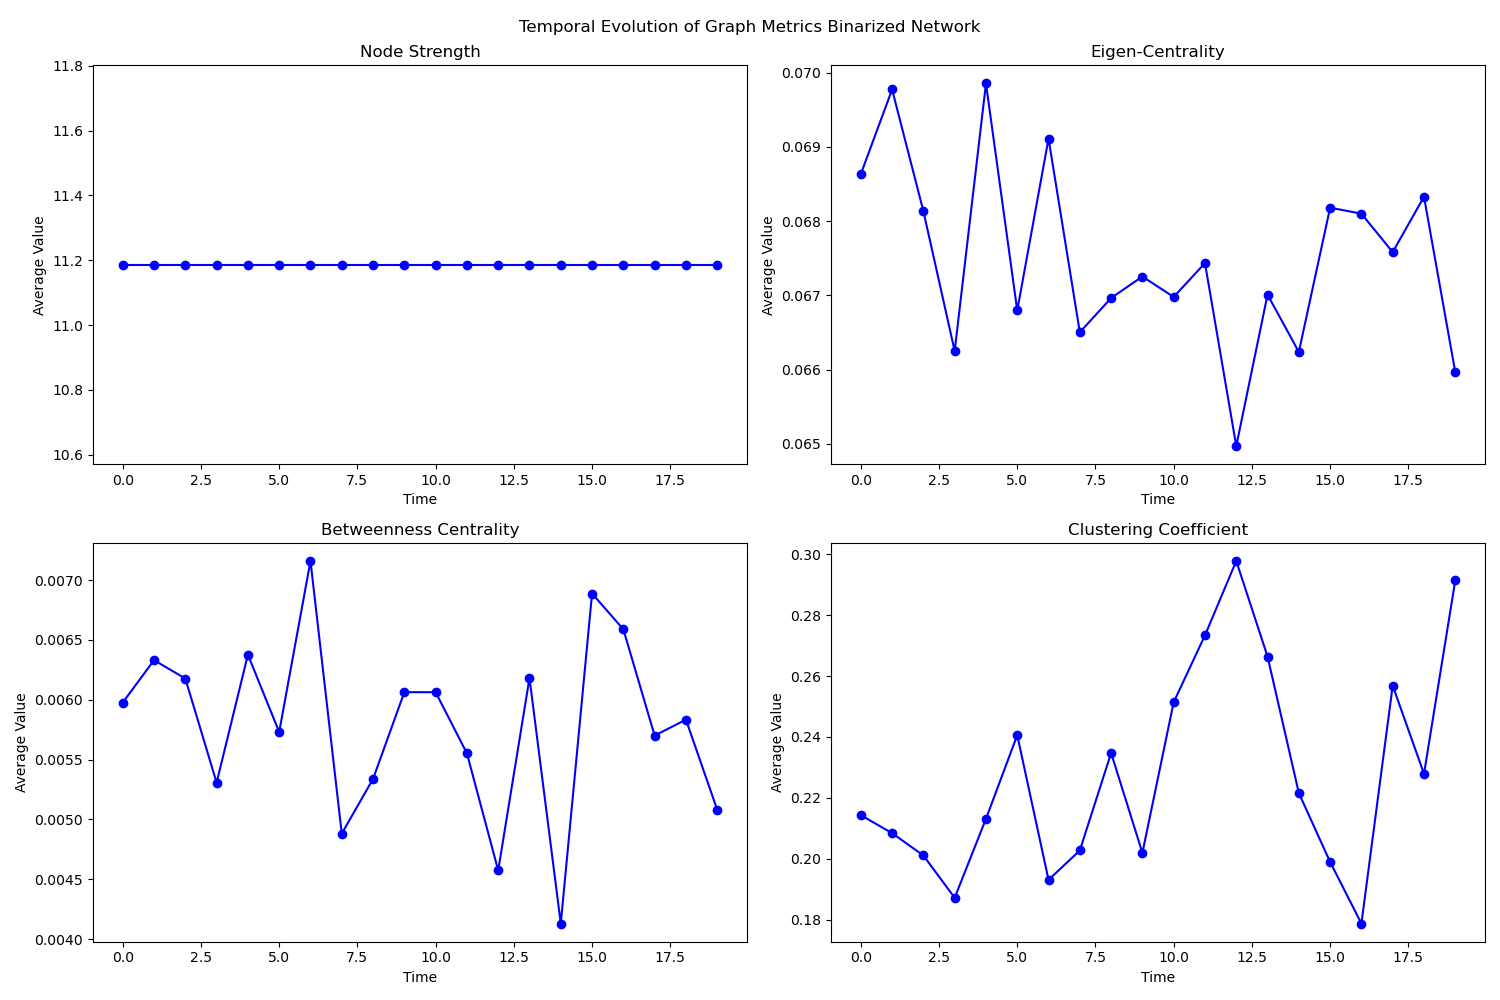 Temporal Evolution of Graph Metrics Binarized Network
Node Strength
11.8
11.6
11.4
11.2
11.0
10.8
10.6
Average Value
0.0 2.5 5.0 7.5 10.0 12.5 15.0 17.5
Time
Eigen-Centrality
0.070
0.069
0.068
0.067
0.066
0.065
Average Value
0.0 2.5 5.0 7.5 10.0 12.5 15.0 17.5
Time
Betweenness Centrality
0.0070
0.0065
0.0060
0.0055
0.0050
0.0045
0.0040
Average Value
0.0 2.5 5.0 7.5 10.0 12.5 15.0 17.5
Time
Clustering Coefficient
0.30
0.28
0.26
0.24
0.22
0.20
0.18
Average Value
0.0 2.5 5.0 7.5 10.0 12.5 15.0 17.5
Time